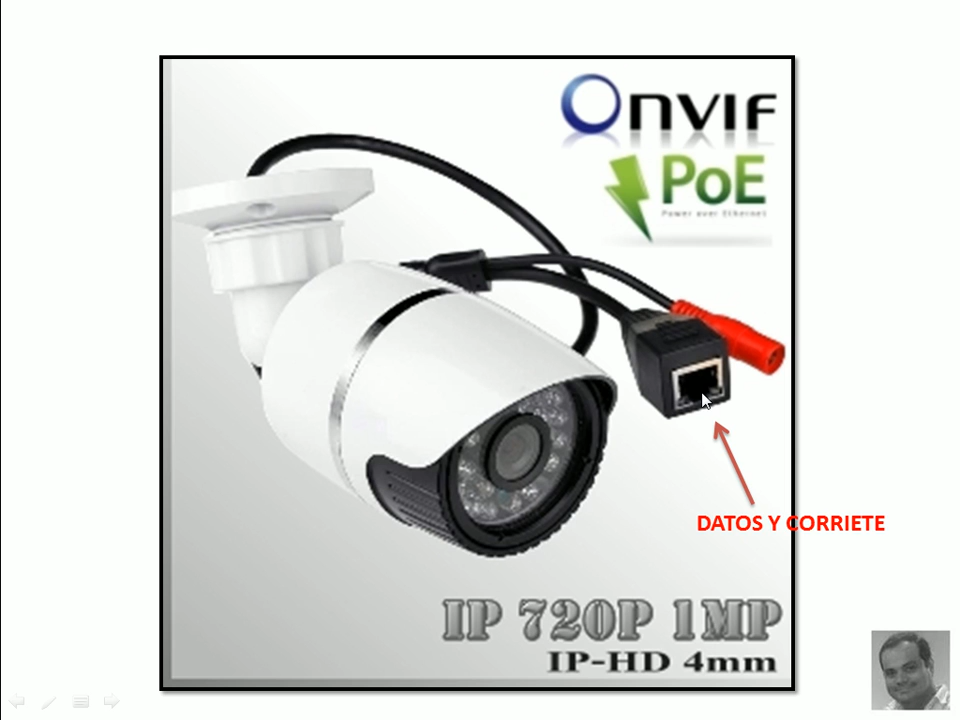 Onvif
PoE
Power over Ethernet
DATOS Y CORRIETE
IP 720P 1MP
IP-HD 4mm